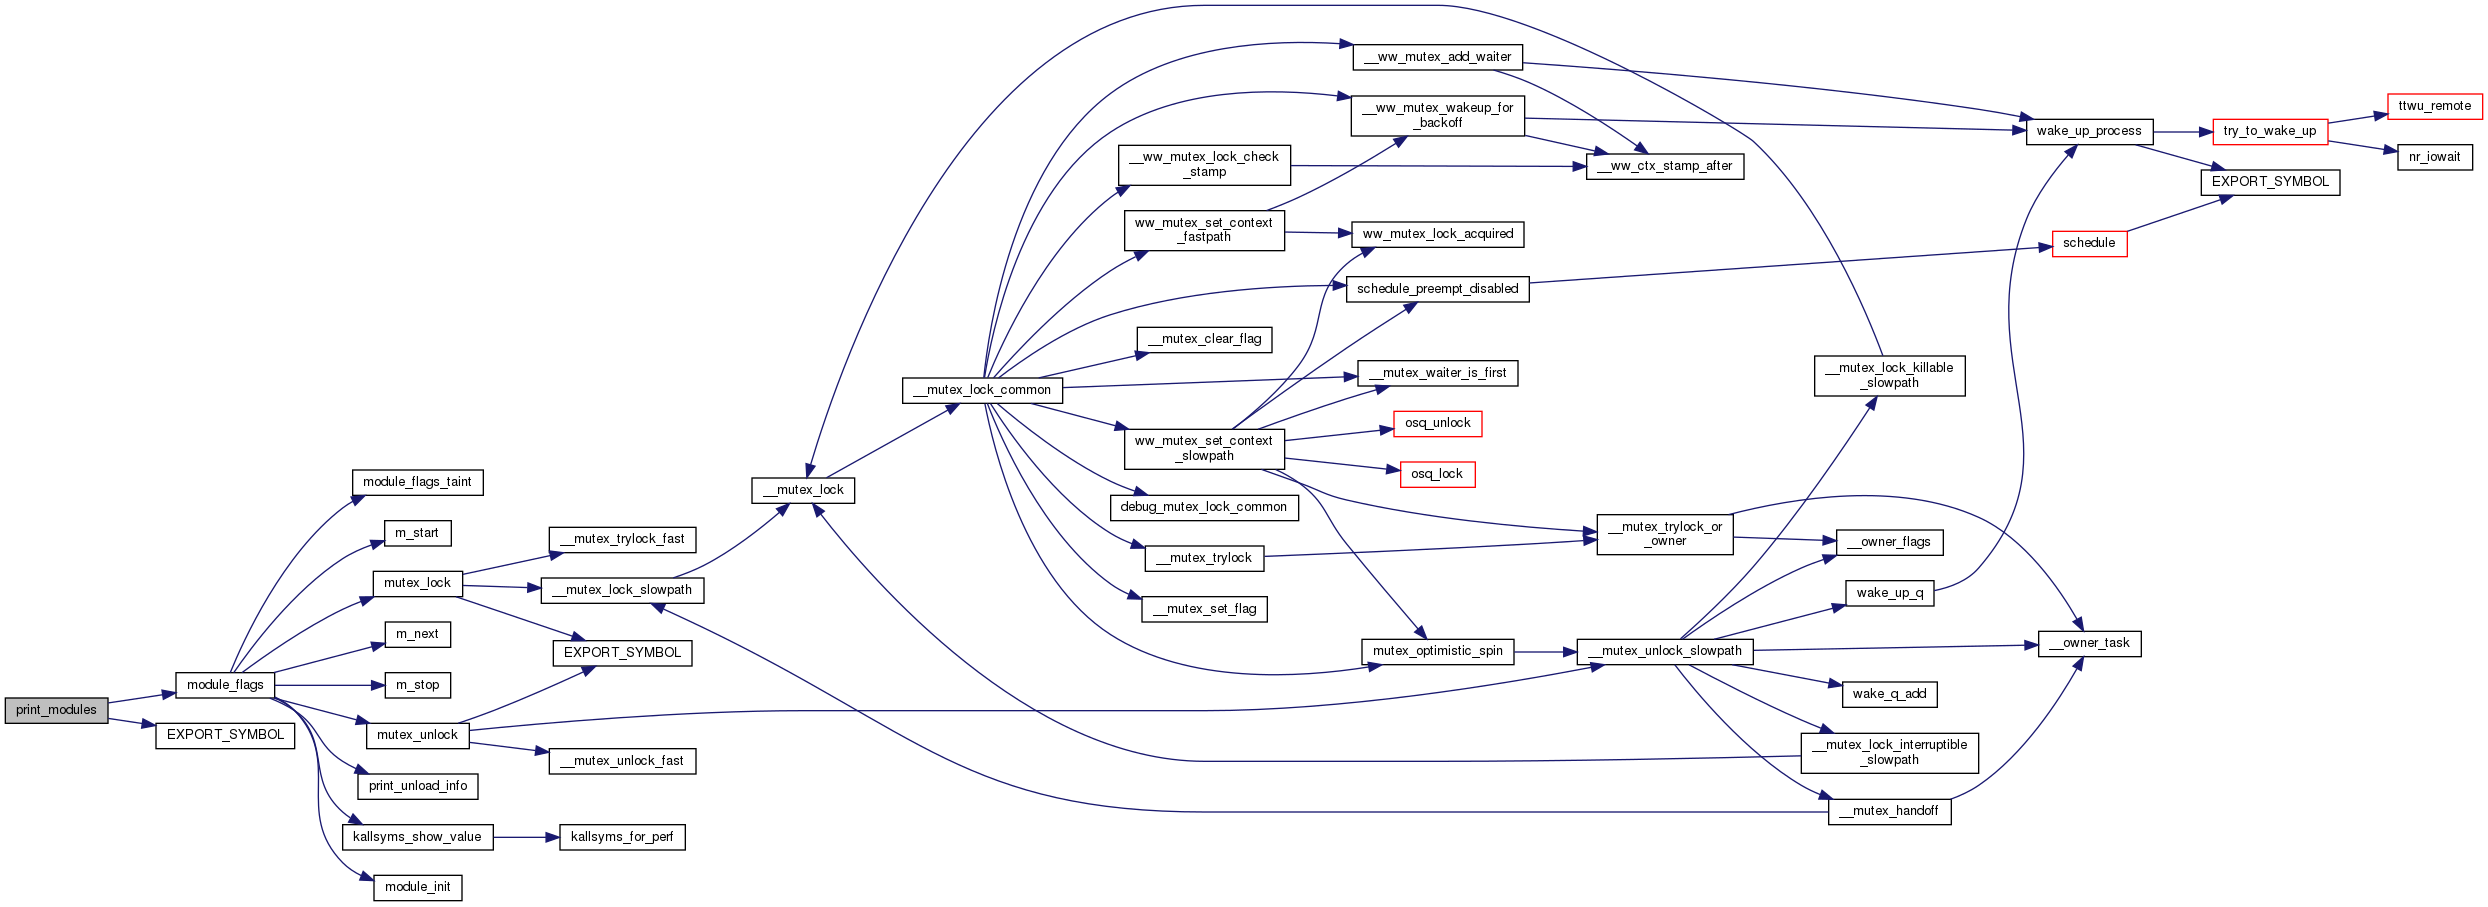 print_modules
module_flags
EXPORT_SYMBOL
module_flags_taint
m_start
mutex_lock
m_next
m_stop
mutex_unlock
print_unload_info
kallsyms_show_value
module_init
__mutex_trylock_fast
__mutex_lock_slowpath
EXPORT_SYMBOL
__mutex_unlock_fast
kallsyms_for_perf
__mutex_lock
__mutex_lock_common
__ww_mutex_lock_check
_stamp
ww_mutex_set_context
_fastpath
__mutex_clear_flag
ww_mutex_set_context
_slowpath
debug_mutex_lock_common
__mutex_trylock
__mutex_set_flag
__ww_mutex_add_waiter
__ww_mutex_wakeup_for
_backoff
ww_mutex_lock_acquired
schedule_preempt_disabled
__mutex_waiter_is_first
osq_unlock
osq_lock
mutex_optimistic_spin
__ww_ctx_stamp_after
__mutex_trylock_or
_owner
__mutex_unlock_slowpath
__mutex_lock_killable
_slowpath
__owner_flags
wake_up_q
wake_q_add
__mutex_lock_interruptible
_slowpath
__mutex_handoff
wake_up_process
schedule
__owner_task
try_to_wake_up
EXPORT_SYMBOL
ttwu_remote
nr_iowait